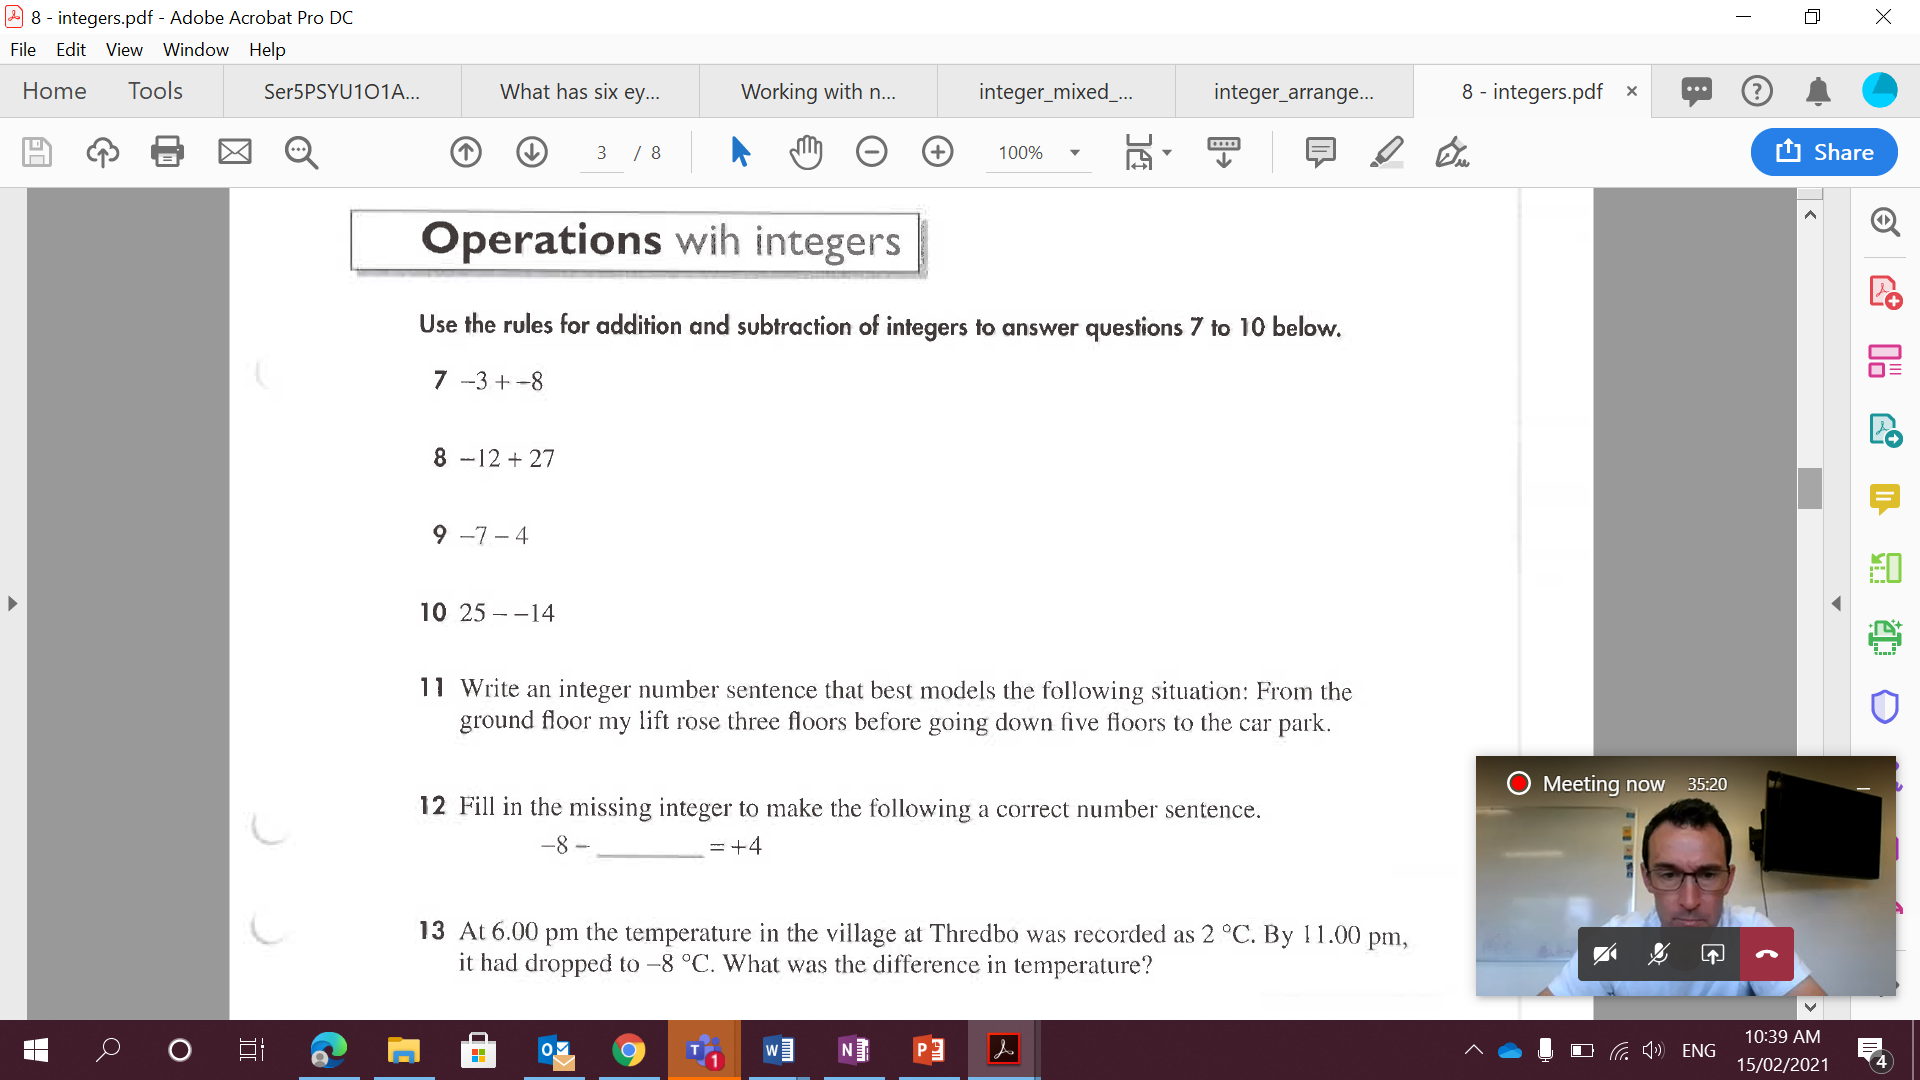 8 - integers.pdf - Adobe Acrobat Pro DC
File Edit View Window Help
Home Tools Ser5PSYU1O1A... What has six ey... Working with n... integer_mixed_... integer_arrange... 8 - integers.pdf ×
3 / 8 100% Share
Operations wih integers
Use the rules for addition and subtraction of integers to answer questions 7 to 10 below.
7 –3 + –8
8 –12 + 27
9 –7 – 4
10 25 – –14
11 Write an integer number sentence that best models the following situation: From the
ground floor my lift rose three floors before going down five floors to the car park.
12 Fill in the missing integer to make the following a correct number sentence.
–8 – ________ = +4
13 At 6.00 pm the temperature in the village at Thredbo was recorded as 2 °C. By 11.00 pm,
it had dropped to –8 °C. What was the difference in temperature?
Meeting now 35:20
ENG 10:39 AM
15/02/2021
1
4